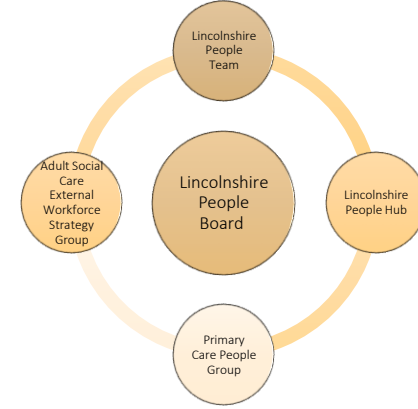 Lincolnshire
People
Team
Adult Social
Care
External
Workforce
Strategy
Group
Lincolnshire
People
Board
Lincolnshire
People Hub
Primary
Care People
Group